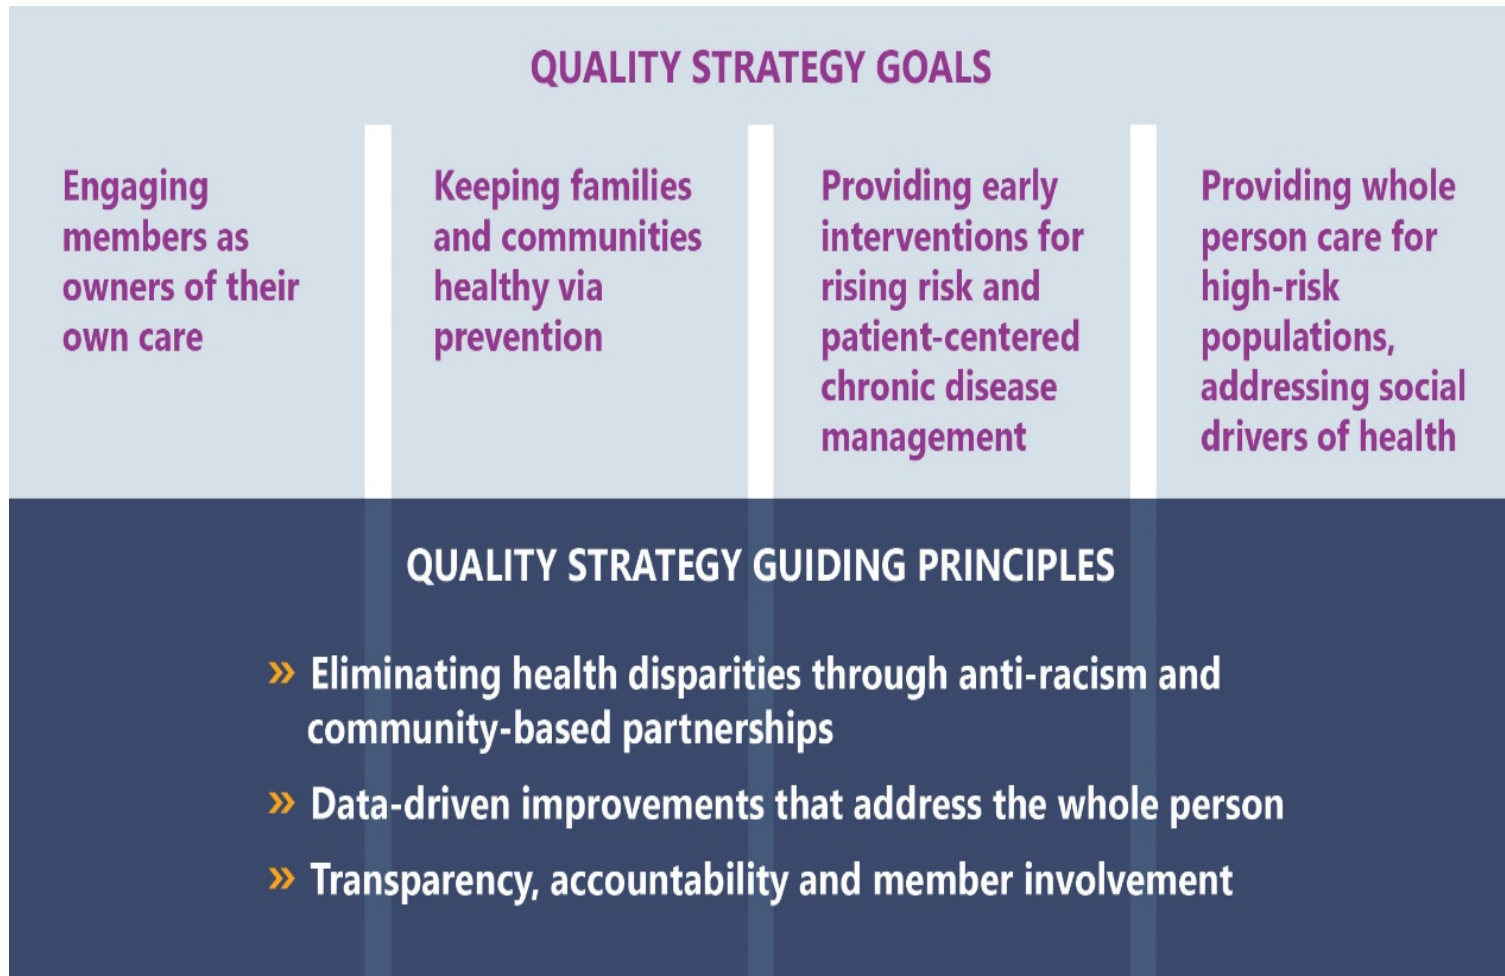 QUALITY STRATEGY GOALS
Engaging
members as
owners of their
own care
Keeping families
and communities
healthy via
prevention
Providing early
interventions for
rising risk and
patient-centered
chronic disease
management
Providing whole
person care for
high-risk
populations,
addressing social
drivers of health
QUALITY STRATEGY GUIDING PRINCIPLES
» Eliminating health disparities through anti-racism and
community-based partnerships
» Data-driven improvements that address the whole person
» Transparency, accountability and member involvement